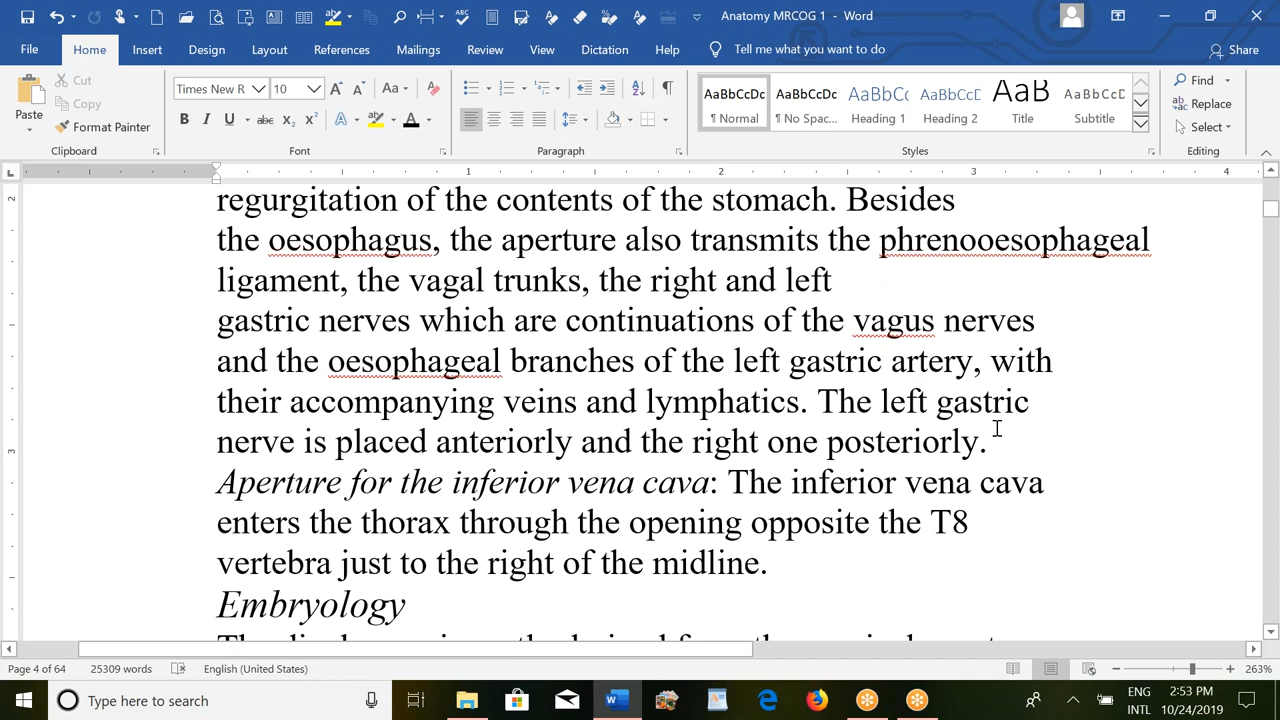 Anatomy MRCOG 1 - Word
File Home Insert Design Layout References Mailings Review View Dictation Help Tell me what you want to do Share
Paste
Cut
Copy
Format Painter
Clipboard
Times New R 10
Font
Paragraph
AaBbCcDc ¶ Normal
AaBbCcDc ¶ No Spac...
AaBbCc Heading 1
AaBbCcD Heading 2
AaB Title
AaBbCcD Subtitle
Styles
Find
Replace
Select
Editing
1 2 3 4
regurgitation of the contents of the stomach. Besides
the oesophagus, the aperture also transmits the phrenooesophageal
ligament, the vagal trunks, the right and left
gastric nerves which are continuations of the vagus nerves
and the oesophageal branches of the left gastric artery, with
their accompanying veins and lymphatics. The left gastric
nerve is placed anteriorly and the right one posteriorly.
Aperture for the inferior vena cava: The inferior vena cava
enters the thorax through the opening opposite the T8
vertebra just to the right of the midline.
Embryology
Page 4 of 64 25309 words English (United States) 263%
Type here to search
ENG 2:53 PM
INTL 10/24/2019